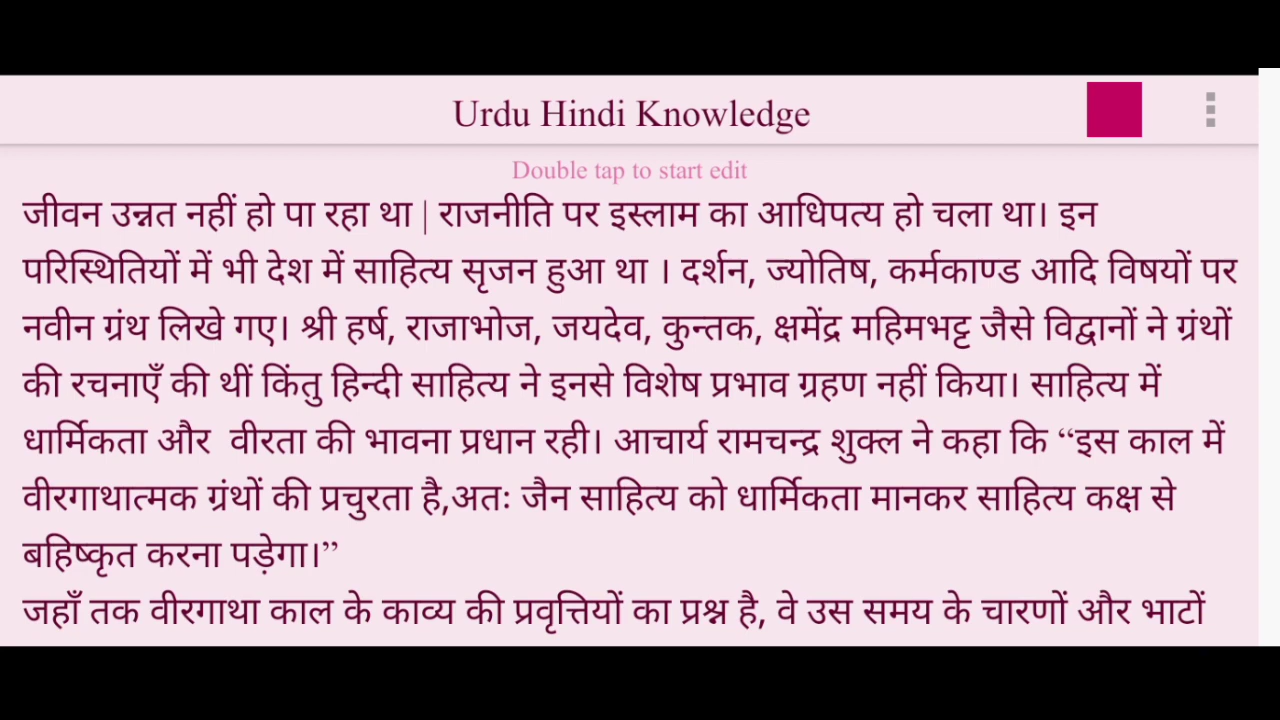 Urdu Hindi Knowledge
Double tap to start edit
जीवन उन्नत नहीं हो पा रहा था | राजनीति पर इस्लाम का आधिपत्य हो चला था। इन
परिस्थितियों में भी देश में साहित्य सृजन हुआ था । दर्शन, ज्योतिष, कर्मकाण्ड आदि विषयों पर
नवीन ग्रंथ लिखे गए। श्री हर्ष, राजाभोज, जयदेव, कुन्तक, क्षमेंद्र महिमभट्ट जैसे विद्वानों ने ग्रंथों
की रचनाएँ की थीं किंतु हिन्दी साहित्य ने इनसे विशेष प्रभाव ग्रहण नहीं किया। साहित्य में
धार्मिकता और  वीरता की भावना प्रधान रही। आचार्य रामचन्द्र शुक्ल ने कहा कि “इस काल में
वीरगाथात्मक ग्रंथों की प्रचुरता है,अतः जैन साहित्य को धार्मिकता मानकर साहित्य कक्ष से
बहिष्कृत करना पड़ेगा।”
जहाँ तक वीरगाथा काल के काव्य की प्रवृत्तियों का प्रश्न है, वे उस समय के चारणों और भाटों